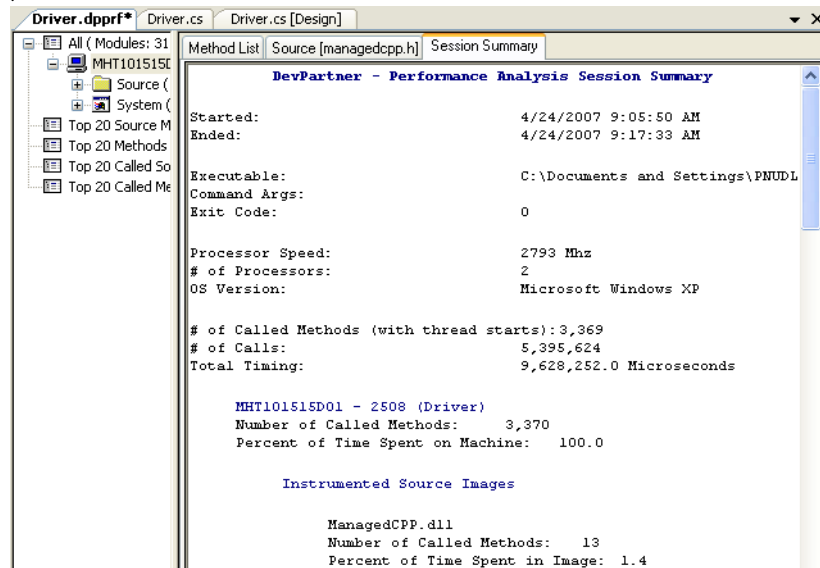 Driver.dpprf* Driver.cs Driver.cs [Design]
All ( Modules: 31
MHT101515D
Source (
System (
Top 20 Source M
Top 20 Methods
Top 20 Called So
Top 20 Called Me
Method List Source [managedcpp.h] Session Summary
DevPartner - Performance Analysis Session Summary
Started: 4/24/2007 9:05:50 AM
Ended: 4/24/2007 9:17:33 AM
Executable: C:\Documents and Settings\PNUDL
Command Args:
Exit Code: 0
Processor Speed: 2793 Mhz
# of Processors: 2
OS Version: Microsoft Windows XP
# of Called Methods (with thread starts): 3,369
# of Calls: 5,395,624
Total Timing: 9,628,252.0 Microseconds
MHT101515D01 - 2508 (Driver)
Number of Called Methods: 3,370
Percent of Time Spent on Machine: 100.0
Instrumented Source Images
ManagedCPP.dll
Number of Called Methods: 13
Percent of Time Spent in Image: 1.4